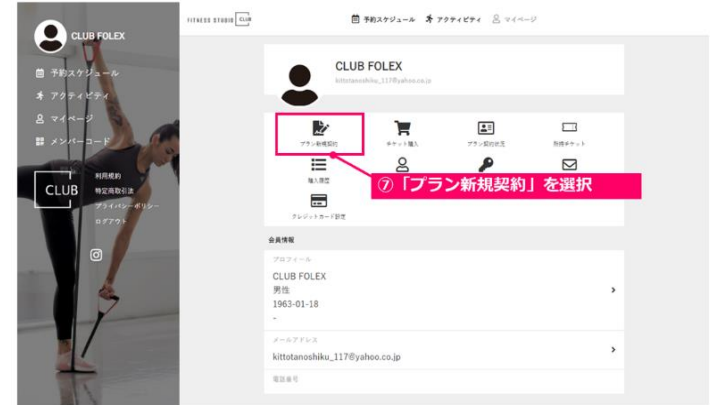 CLUB FOLEX
予約スケジュール
アクティビティ
マイページ
メンバーコード
CLUB
利用規約
特定商取引法
プライバシーポリシー
ログアウト
FITNESS STUDIO CLUB
予約スケジュール アクティビティ マイページ
CLUB FOLEX
kittotanoshiku_117@yahoo.co.jp
プラン新規契約 チケット購入 プラン契約状況 所持チケット
購入履歴
⑦「プラン新規契約」を選択
クレジットカード設定
会員情報
プロフィール
CLUB FOLEX
男性
1963-01-18
-
メールアドレス
kittotanoshiku_117@yahoo.co.jp
電話番号